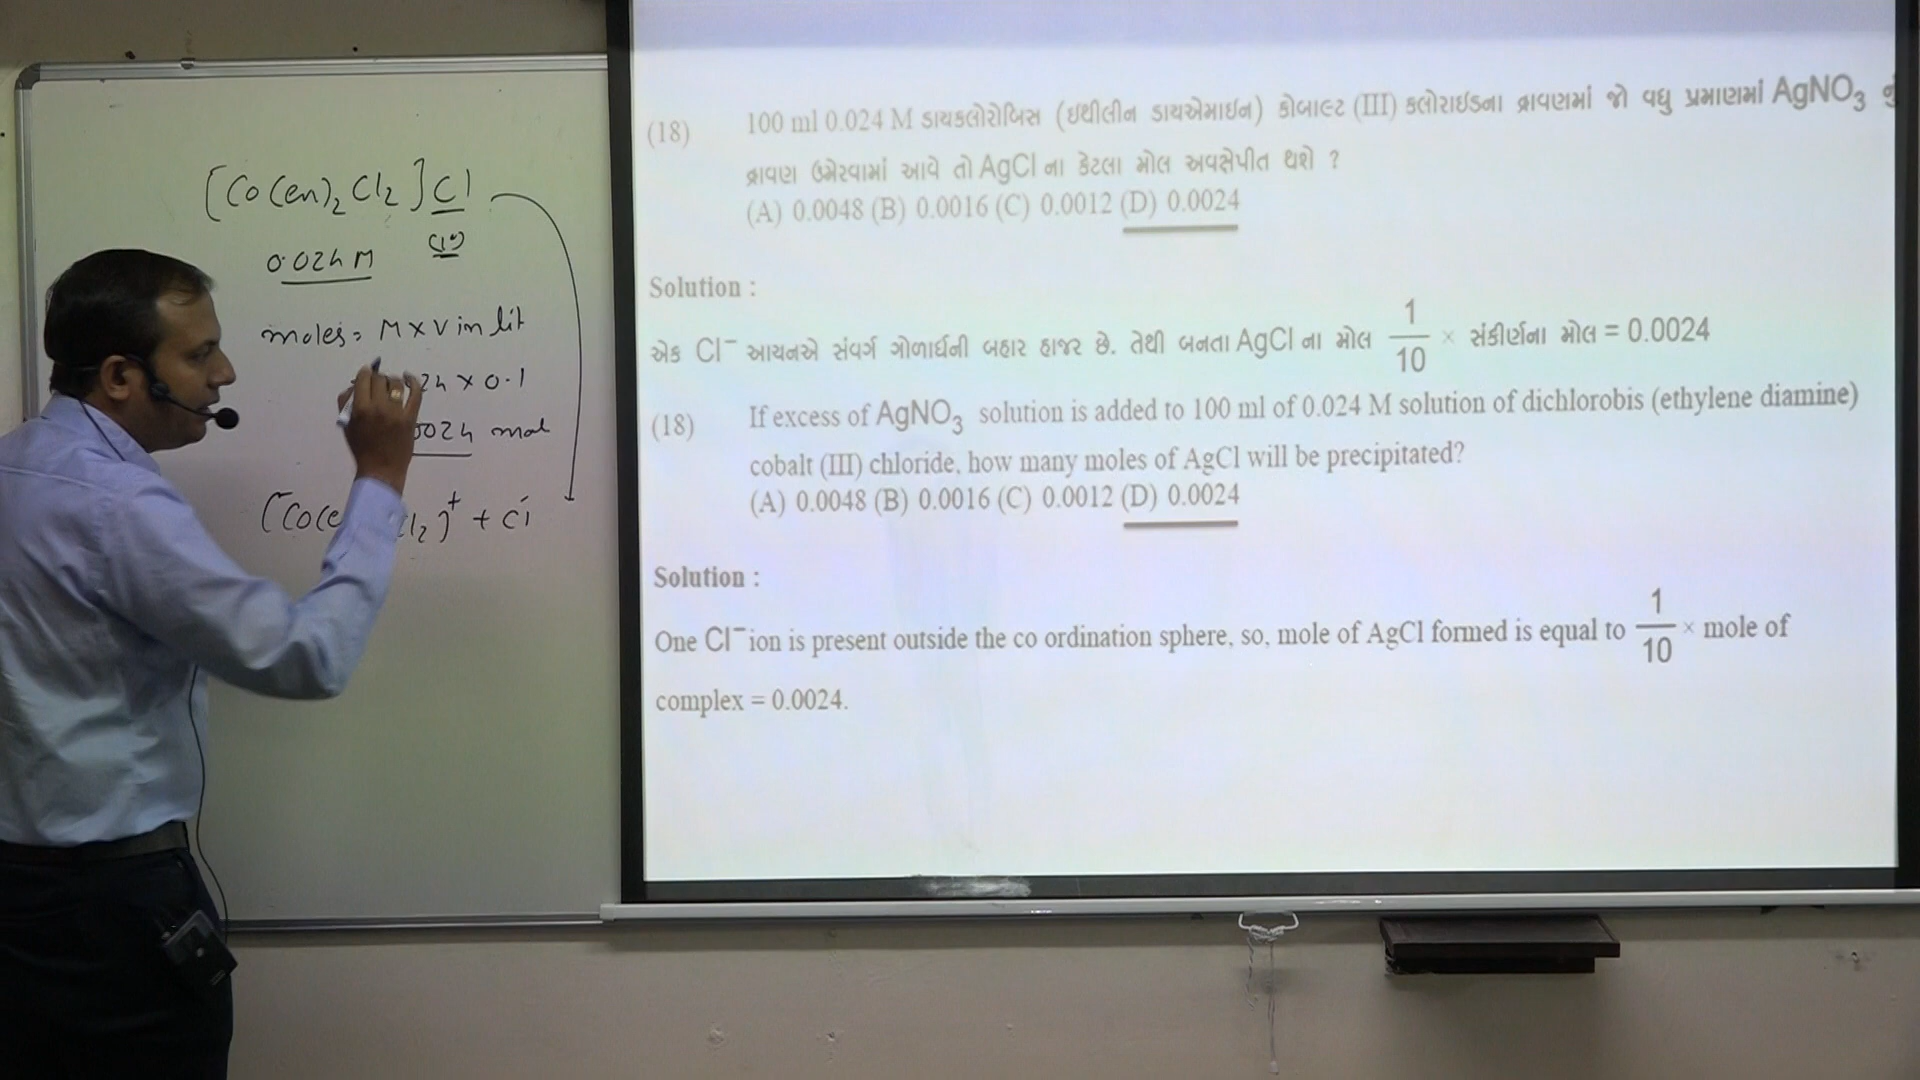 [Co(en)₂Cl₂]Cl
(Cl⁻)
0.024 M
moles = M × V in lit
24 × 0.1
0024 mol
[Co(e Cl₂]⁺ + Cl⁻
(18) 100 ml 0.024 M ડાયક્લોરોબિસ (ઇથીલીન ડાયએમાઇન) કોબાલ્ટ (III) ક્લોરાઇડના દ્રાવણમાં જો વધુ પ્રમાણમાં AgNO₃ નું
દ્રાવણ ઉમેરવામાં આવે તો AgCl ના કેટલા મોલ અવક્ષેપીત થશે ?
(A) 0.0048 (B) 0.0016 (C) 0.0012 (D) 0.0024
Solution :
એક Cl⁻ આયનએ સંવર્ગ ગોળાર્ધની બહાર હાજર છે. તેથી બનતા AgCl ના મોલ 1/10 × સંકીર્ણના મોલ = 0.0024
(18) If excess of AgNO₃ solution is added to 100 ml of 0.024 M solution of dichlorobis (ethylene diamine)
cobalt (III) chloride, how many moles of AgCl will be precipitated?
(A) 0.0048 (B) 0.0016 (C) 0.0012 (D) 0.0024
Solution :
One Cl⁻ ion is present outside the co ordination sphere, so, mole of AgCl formed is equal to 1/10 × mole of
complex = 0.0024.